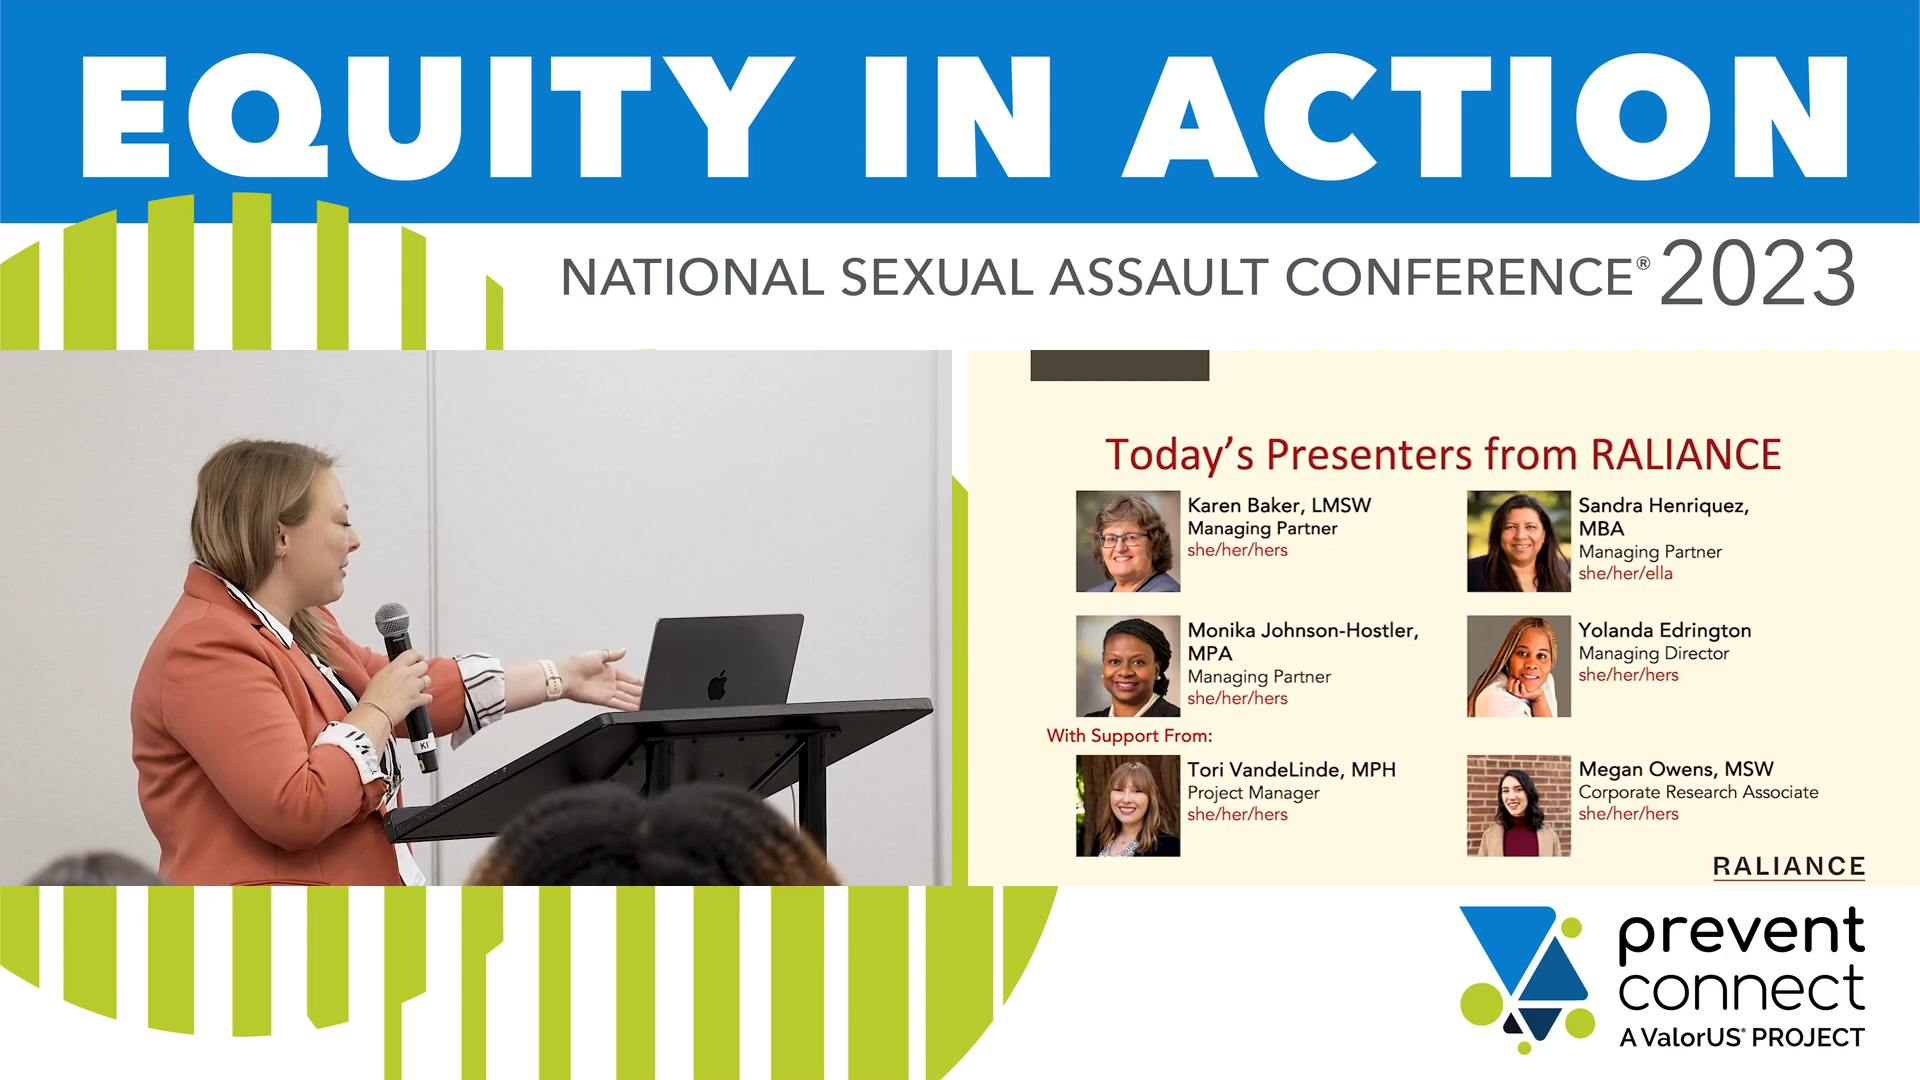 EQUITY IN ACTION
NATIONAL SEXUAL ASSAULT CONFERENCE® 2023
KI
Today's Presenters from RALIANCE
Karen Baker, LMSW
Managing Partner
she/her/hers
Sandra Henriquez,
MBA
Managing Partner
she/her/ella
Monika Johnson-Hostler,
MPA
Managing Partner
she/her/hers
Yolanda Edrington
Managing Director
she/her/hers
With Support From:
Tori VandeLinde, MPH
Project Manager
she/her/hers
Megan Owens, MSW
Corporate Research Associate
she/her/hers
RALIANCE
prevent
connect
A ValorUS® PROJECT